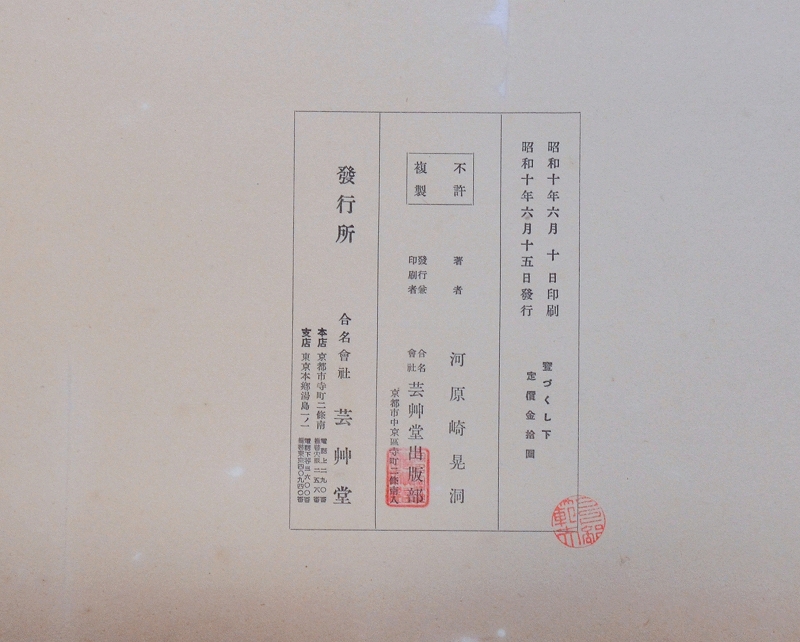 昭和十年六月十日印刷
昭和十年六月十五日發行
寳づくし下
定價金拾圓
不許
複製
著者 河原崎晃洞
發行兼
印刷者
合名
會社 芸艸堂出版部
京都市中京區寺町二條南入
發行所 合名會社 芸艸堂
本店 京都市寺町二條南
支店 東京本鄕湯島一ノ一